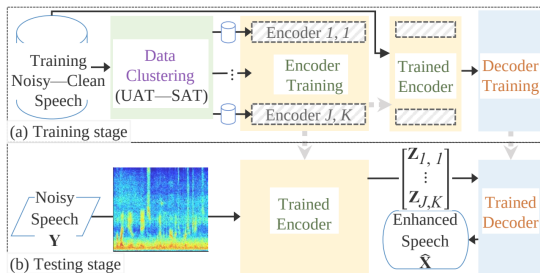 Training
Noisy—Clean
Speech
Data
Clustering
(UAT—SAT)
Encoder 1, 1
Encoder
Training
Encoder J, K
Trained
Encoder
Decoder
Training
(a) Training stage
Noisy
Speech
Y
Trained
Encoder
Z1, 1
⋮
ZJ,K
Enhanced
Speech
X̂
Trained
Decoder
(b) Testing stage